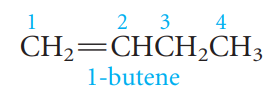 1 2 3 4
CH₂=CHCH₂CH₃
1-butene